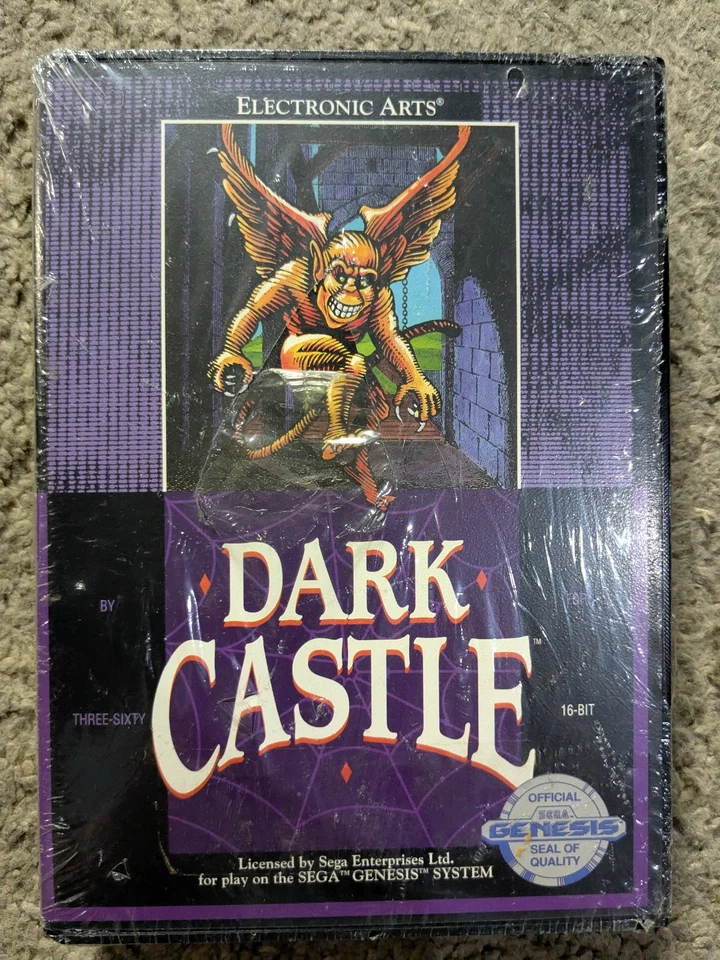 ELECTRONIC ARTS®
DARK
CASTLE™
BY
THREE-SIXTY
16-BIT
OFFICIAL
SEGA
GENESIS
SEAL OF
QUALITY
Licensed by Sega Enterprises Ltd.
for play on the SEGA™ GENESIS™ SYSTEM